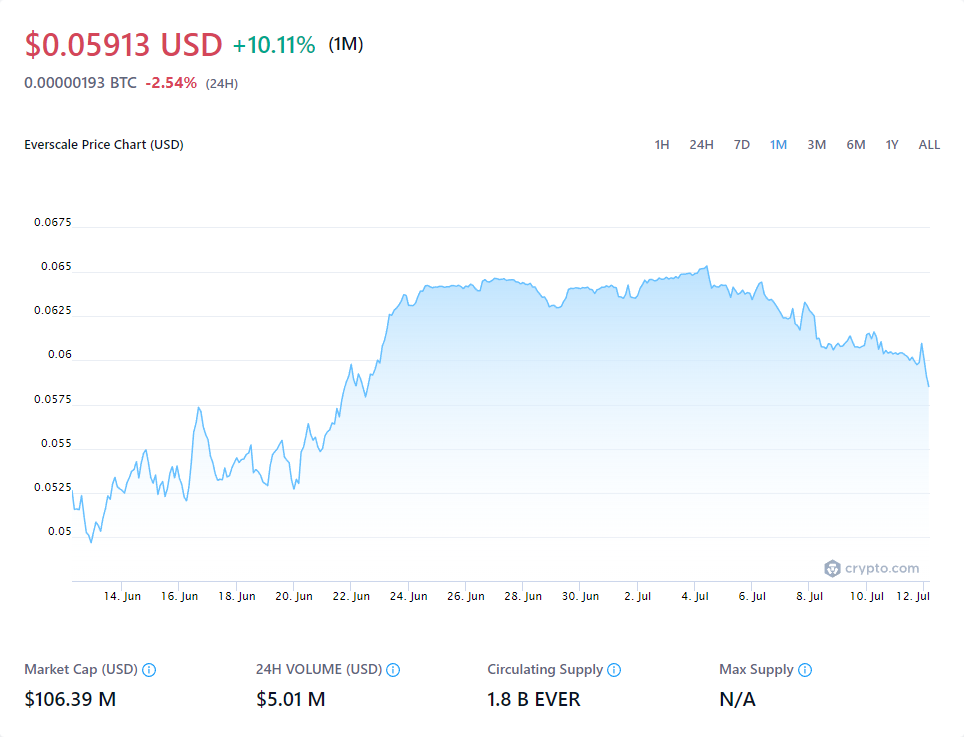 $0.05913 USD +10.11% (1M)
0.00000193 BTC -2.54% (24H)
Everscale Price Chart (USD) 1H 24H 7D 1M 3M 6M 1Y ALL
0.0675
0.065
0.0625
0.06
0.0575
0.055
0.0525
0.05
crypto.com
14. Jun 16. Jun 18. Jun 20. Jun 22. Jun 24. Jun 26. Jun 28. Jun 30. Jun 2. Jul 4. Jul 6. Jul 8. Jul 10. Jul 12. Jul
Market Cap (USD) 24H VOLUME (USD) Circulating Supply Max Supply
$106.39 M $5.01 M 1.8 B EVER N/A